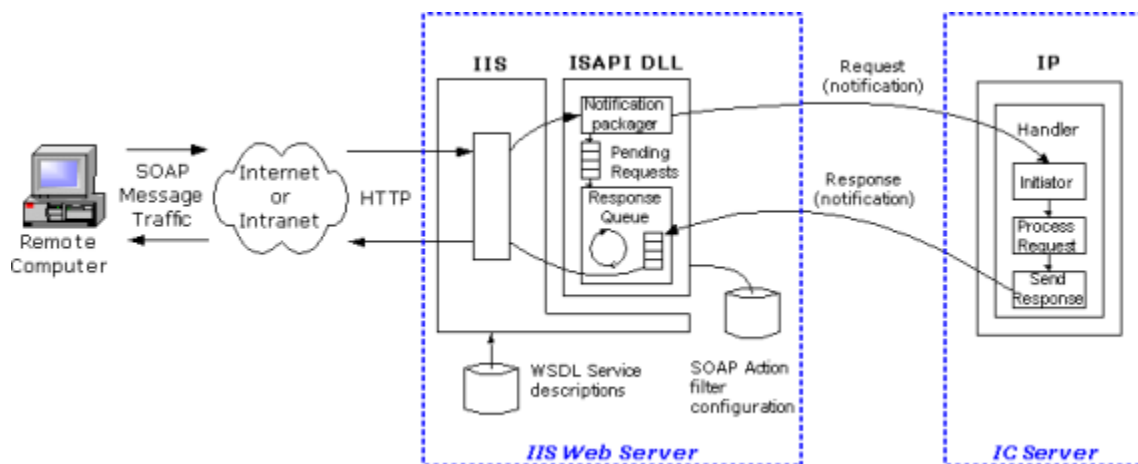 IIS
ISAPI DLL
IP
Request
(notification)
Notification
packager
Handler
SOAP
Message
Traffic
Internet
or
Intranet
HTTP
Pending
Requests
Initiator
Response
(notification)
Response
Queue
Process
Request
Remote
Computer
Send
Response
WSDL Service
descriptions
SOAP Action
filter
configuration
IIS Web Server
IC Server